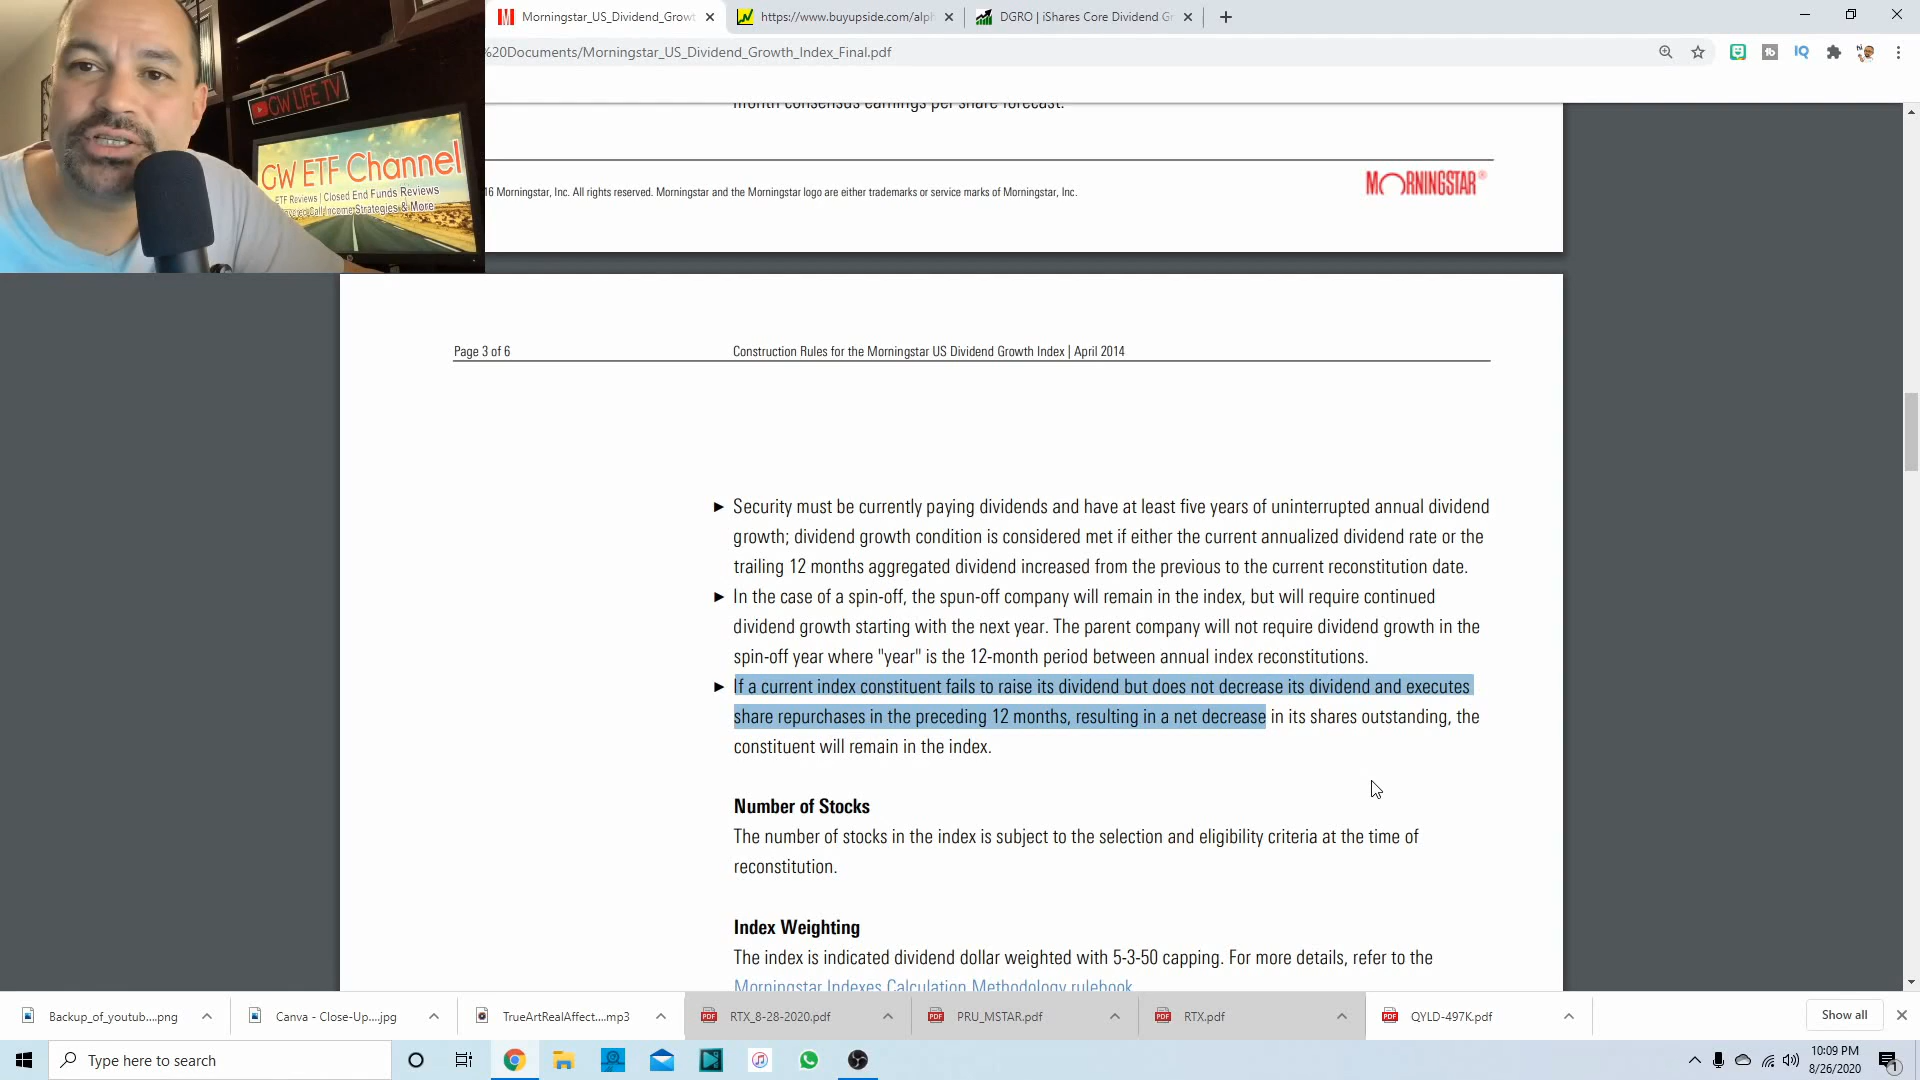 Morningstar_US_Dividend_Growt
https://www.buyupside.com/alph
DGRO | iShares Core Dividend Gr
%20Documents/Morningstar_US_Dividend_Growth_Index_Final.pdf
GW LIFE TV
GW ETF Channel
ETF Reviews | Closed End Funds Reviews
Call Income Strategies & More
month consensus earnings per share forecast.
16 Morningstar, Inc. All rights reserved. Morningstar and the Morningstar logo are either trademarks or service marks of Morningstar, Inc.
MORNINGSTAR®
Page 3 of 6
Construction Rules for the Morningstar US Dividend Growth Index | April 2014
► Security must be currently paying dividends and have at least five years of uninterrupted annual dividend
growth; dividend growth condition is considered met if either the current annualized dividend rate or the
trailing 12 months aggregated dividend increased from the previous to the current reconstitution date.
► In the case of a spin-off, the spun-off company will remain in the index, but will require continued
dividend growth starting with the next year. The parent company will not require dividend growth in the
spin-off year where "year" is the 12-month period between annual index reconstitutions.
► If a current index constituent fails to raise its dividend but does not decrease its dividend and executes
share repurchases in the preceding 12 months, resulting in a net decrease in its shares outstanding, the
constituent will remain in the index.
Number of Stocks
The number of stocks in the index is subject to the selection and eligibility criteria at the time of
reconstitution.
Index Weighting
The index is indicated dividend dollar weighted with 5-3-50 capping. For more details, refer to the
Morningstar Indexes Calculation Methodology rulebook
Backup_of_youtub....png
Canva - Close-Up....jpg
TrueArtRealAffect....mp3
RTX_8-28-2020.pdf
PRU_MSTAR.pdf
RTX.pdf
QYLD-497K.pdf
Show all
Type here to search
10:09 PM
8/26/2020
1